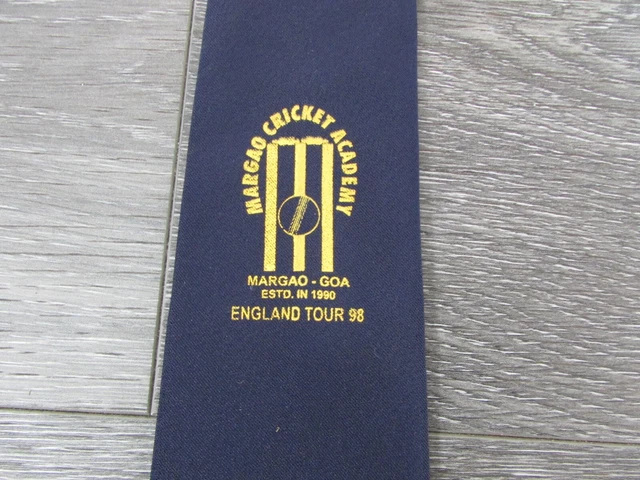 MARGAO CRICKET ACADEMY
MARGAO - GOA
ESTD. IN 1990
ENGLAND TOUR 98